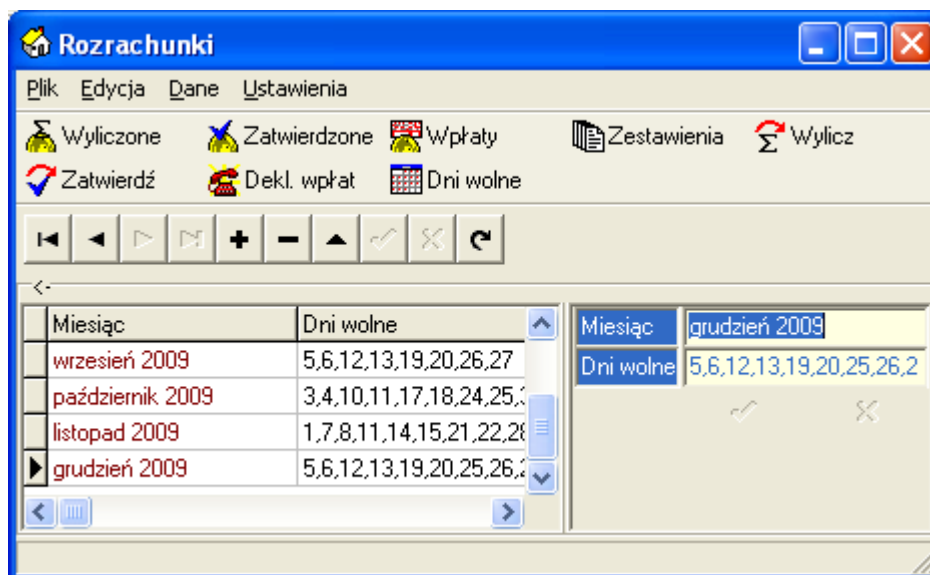 Rozrachunki
Plik Edycja Dane Ustawienia
Wyliczone Zatwierdzone Wpłaty Zestawienia Wylicz
Zatwierdź Dekl. wpłat Dni wolne
<-
Miesiąc Dni wolne Miesiąc grudzień 2009
wrzesień 2009 5,6,12,13,19,20,26,27 Dni wolne 5,6,12,13,19,20,25,26,2
październik 2009 3,4,10,11,17,18,24,25,3
listopad 2009 1,7,8,11,14,15,21,22,28
grudzień 2009 5,6,12,13,19,20,25,26,2